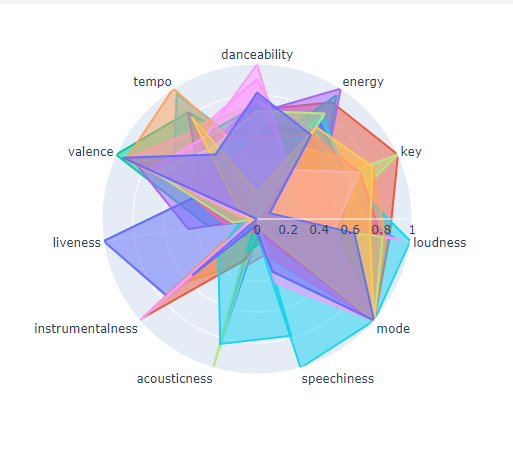 danceability
tempo
energy
valence
key
0 0.2 0.4 0.6 0.8 1
liveness
loudness
instrumentalness
mode
acousticness
speechiness